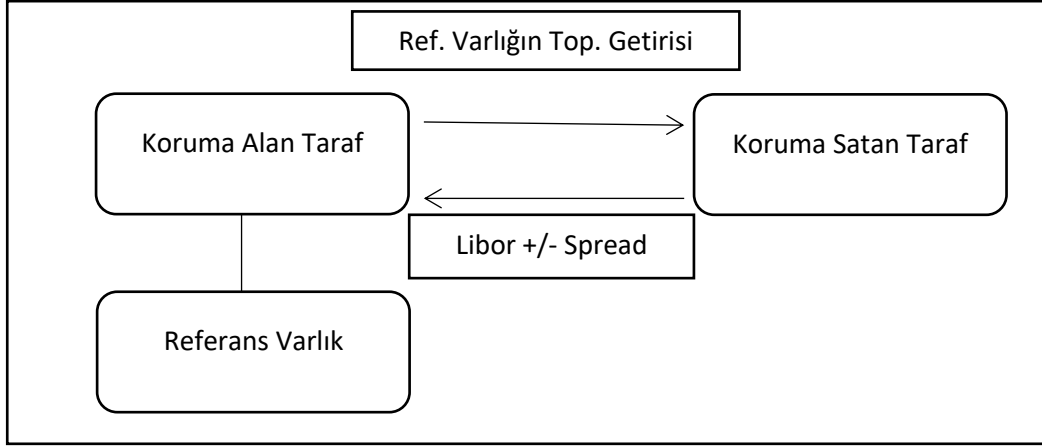 Ref. Varlığın Top. Getirisi
Koruma Alan Taraf
Koruma Satan Taraf
Libor +/- Spread
Referans Varlık